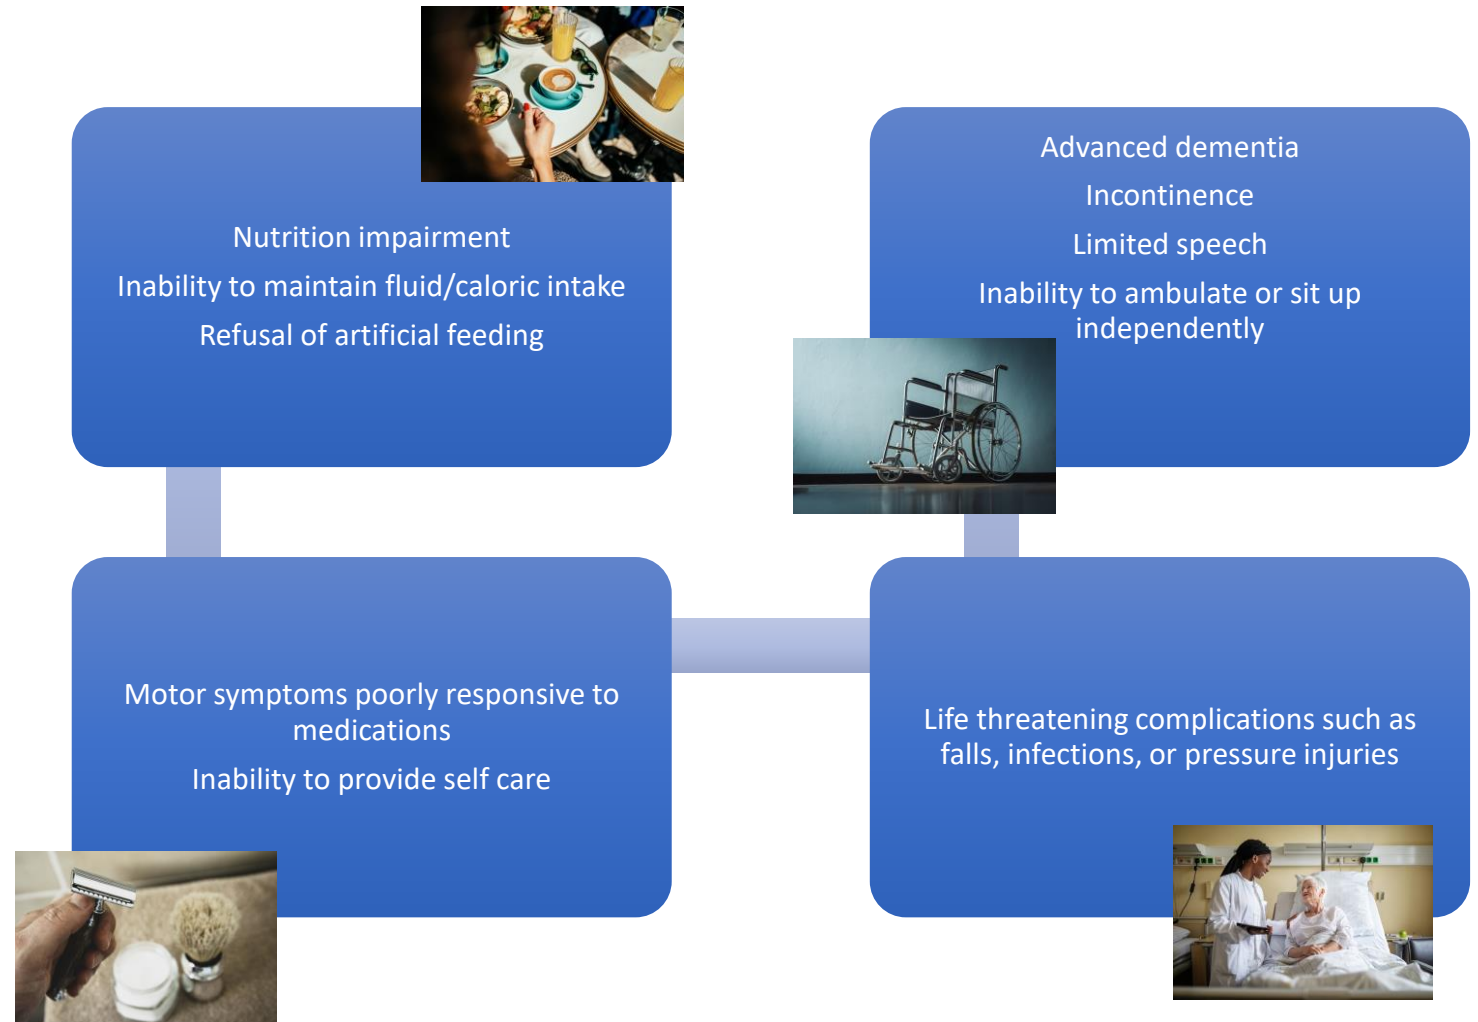 Nutrition impairment
Inability to maintain fluid/caloric intake
Refusal of artificial feeding
Motor symptoms poorly responsive to
medications
Inability to provide self care
Life threatening complications such as
falls, infections, or pressure injuries
Advanced dementia
Incontinence
Limited speech
Inability to ambulate or sit up
independently